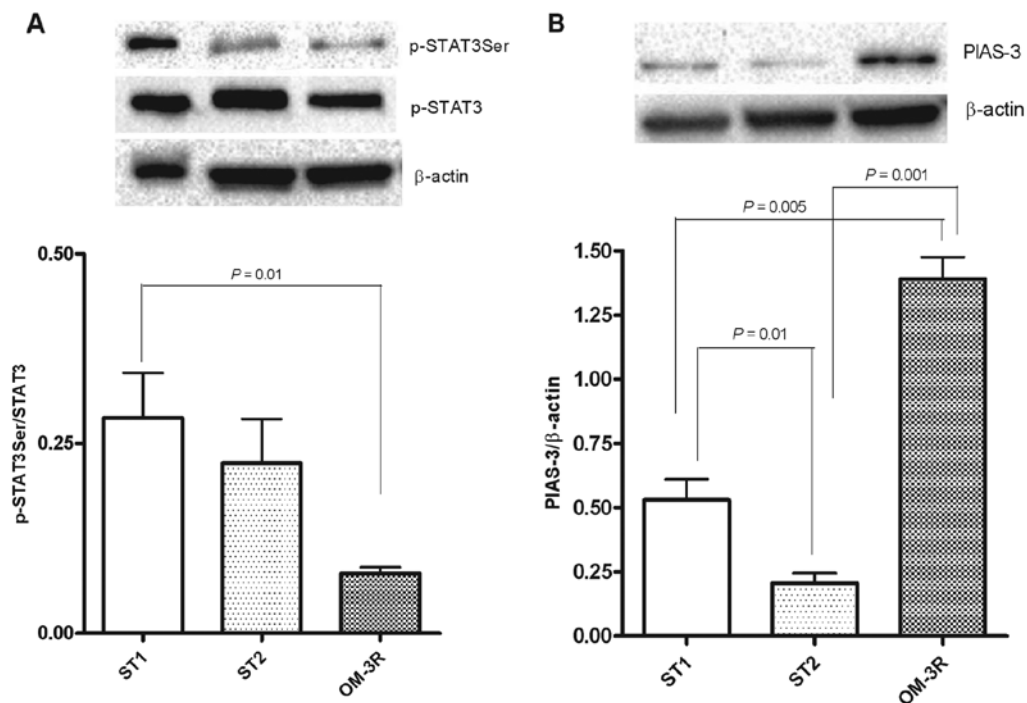 A
p-STAT3Ser
p-STAT3
β-actin
0.50
P = 0.01
0.25
0.00
p-STAT3Ser/STAT3
ST1
ST2
OM-3R
B
PIAS-3
β-actin
P = 0.001
P = 0.005
1.50
1.25
P = 0.01
1.00
0.75
0.50
0.25
0.00
PIAS-3/β-actin
ST1
ST2
OM-3R